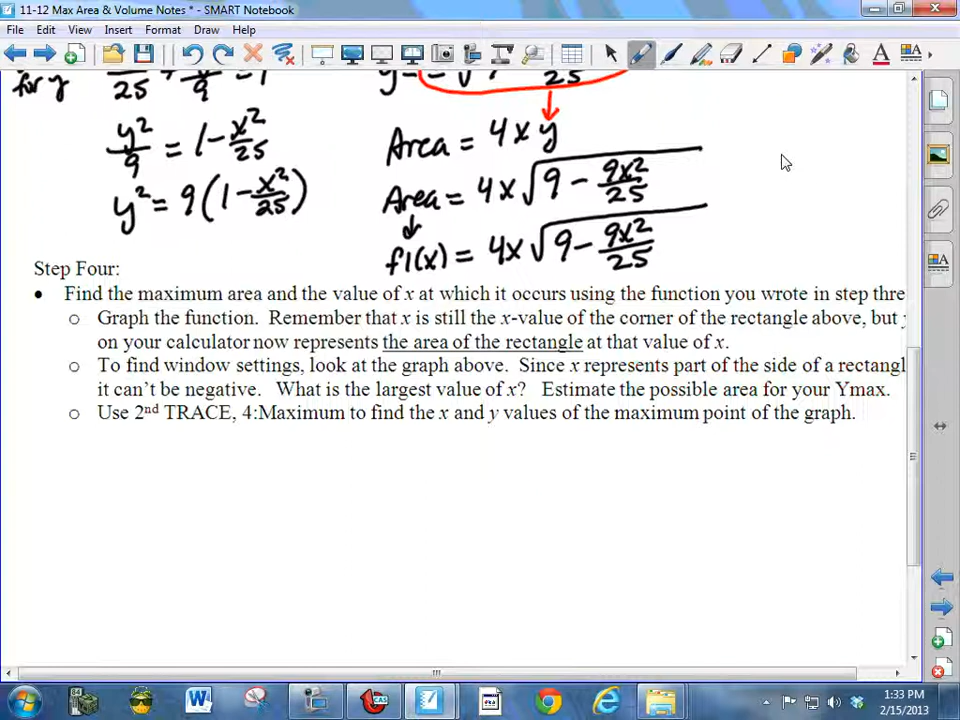 11-12 Max Area & Volume Notes * - SMART Notebook
File Edit View Insert Format Draw Help
for y
25 + 9 = 1
y²/9 = 1 - x²/25
y² = 9(1 - x²/25)
25
Area = 4xy
Area = 4x√(9 - 9x²/25)
f1(x) = 4x√(9 - 9x²/25)
Step Four:
• Find the maximum area and the value of x at which it occurs using the function you wrote in step thre
o Graph the function. Remember that x is still the x-value of the corner of the rectangle above, but y
on your calculator now represents the area of the rectangle at that value of x.
o To find window settings, look at the graph above. Since x represents part of the side of a rectangl
it can't be negative. What is the largest value of x? Estimate the possible area for your Ymax.
o Use 2nd TRACE, 4:Maximum to find the x and y values of the maximum point of the graph.
84
CAS
1:33 PM
2/15/2013